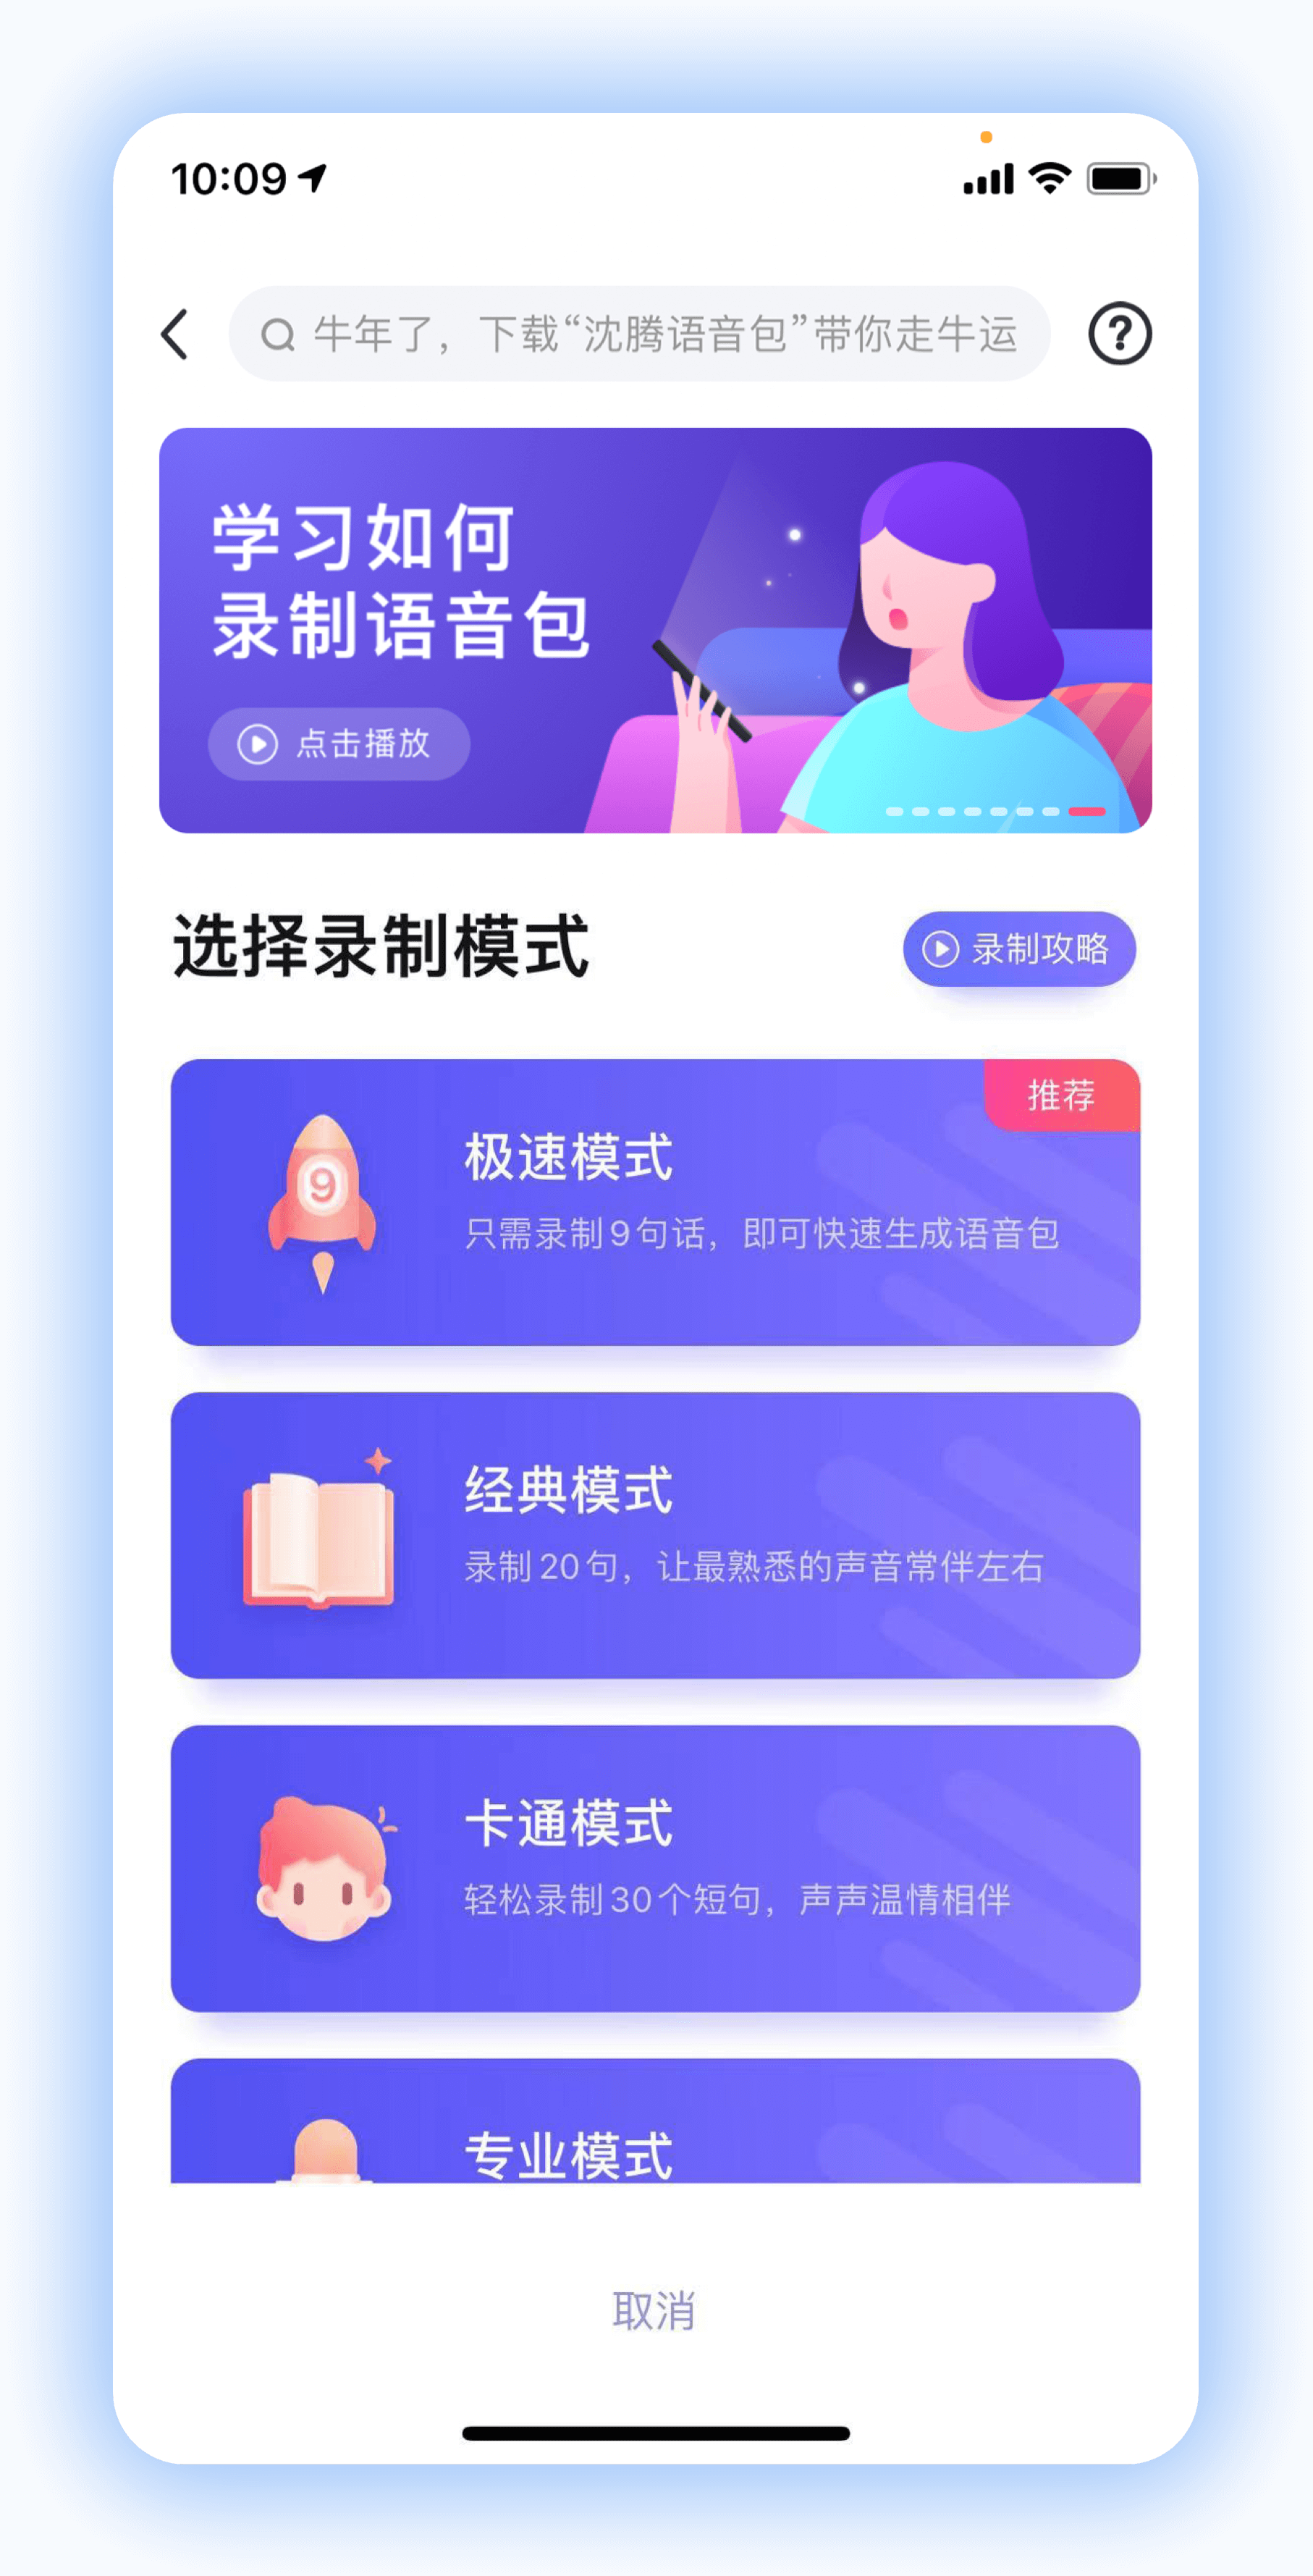 10:09
牛年了，下载“沈腾语音包”带你走牛运
学习如何
录制语音包
点击播放
选择录制模式
录制攻略
推荐
9
极速模式
只需录制9句话，即可快速生成语音包
经典模式
录制20句，让最熟悉的声音常伴左右
卡通模式
轻松录制30个短句，声声温情相伴
专业模式
取消